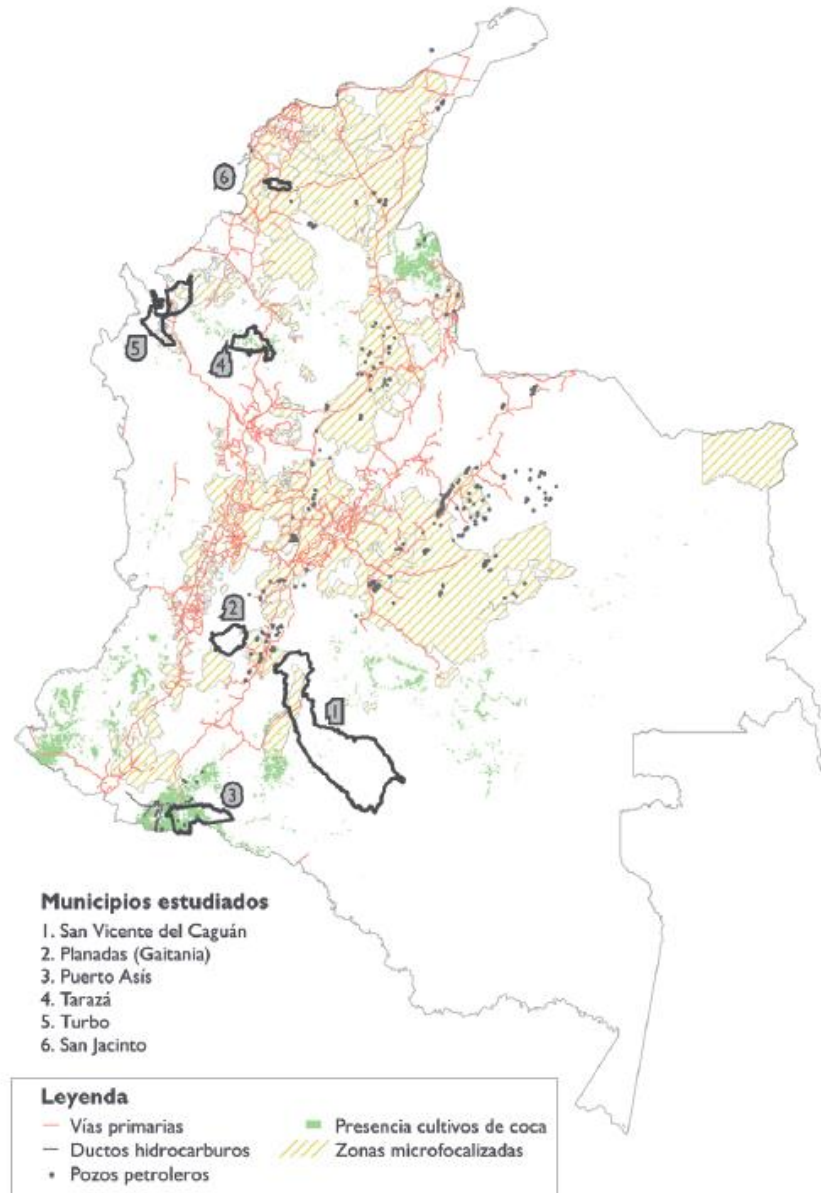 6
5
4
2
1
3
Municipios estudiados
1. San Vicente del Caguán
2. Planadas (Gaitania)
3. Puerto Asís
4. Tarazá
5. Turbo
6. San Jacinto
Leyenda
Vías primarias
Ductos hidrocarburos
Pozos petroleros
Presencia cultivos de coca
Zonas microfocalizadas